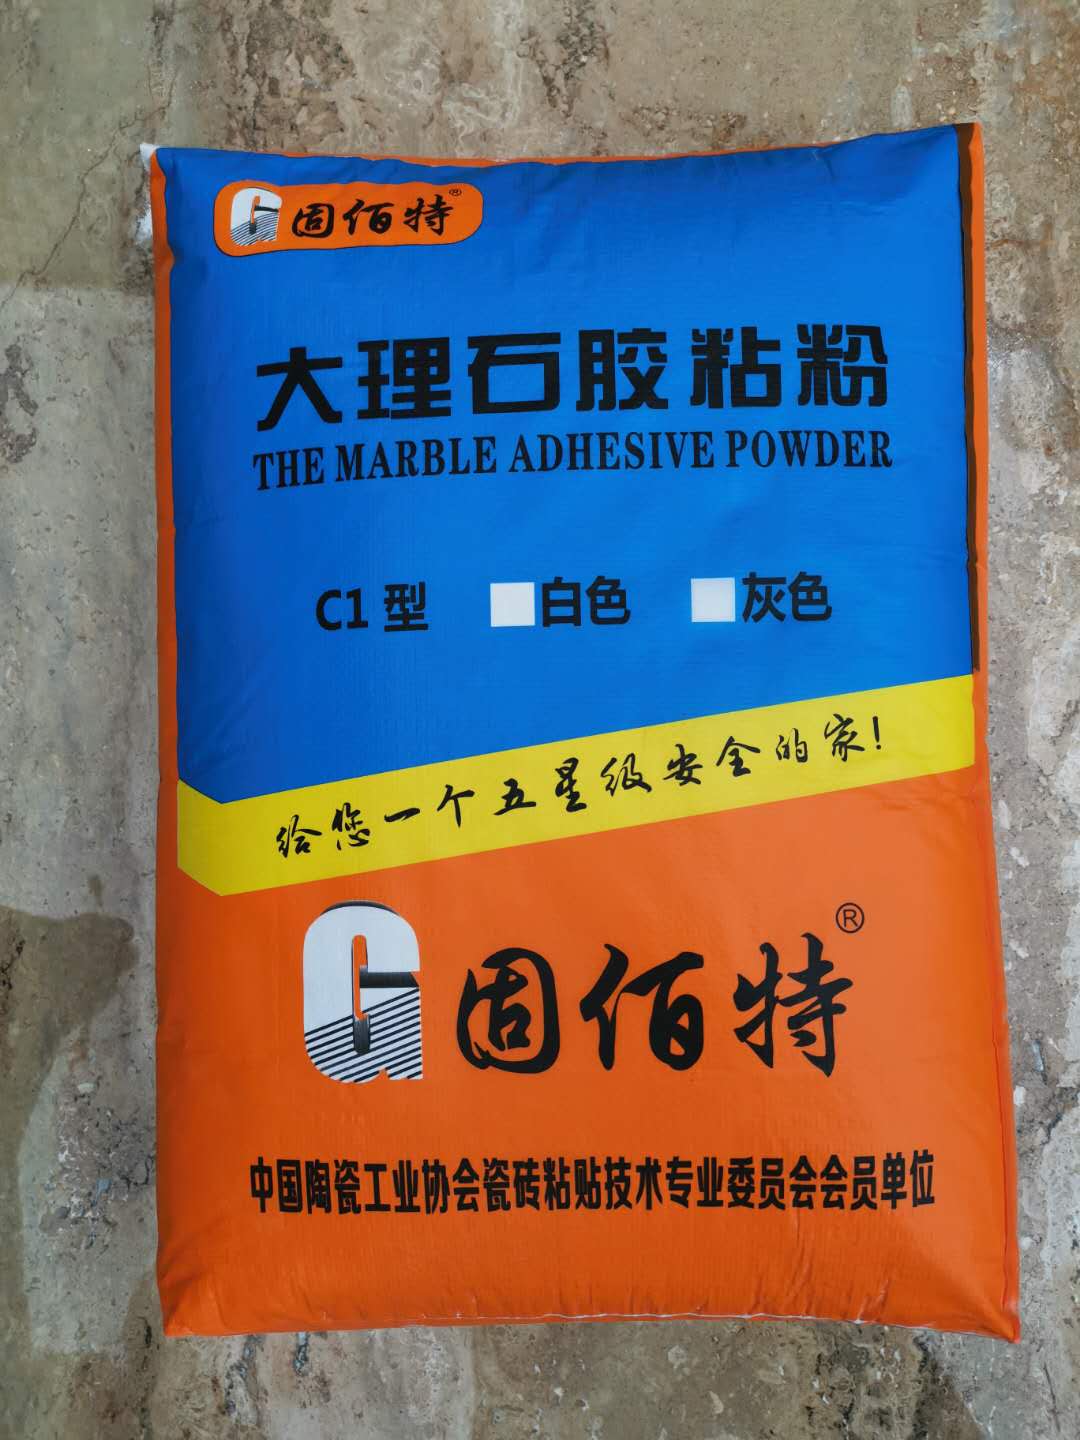 固佰特®
大理石胶粘粉
THE MARBLE ADHESIVE POWDER
C1型 白色 灰色
给您一个五星级安全的家!
固佰特®
中国陶瓷工业协会瓷砖粘贴技术专业委员会会员单位